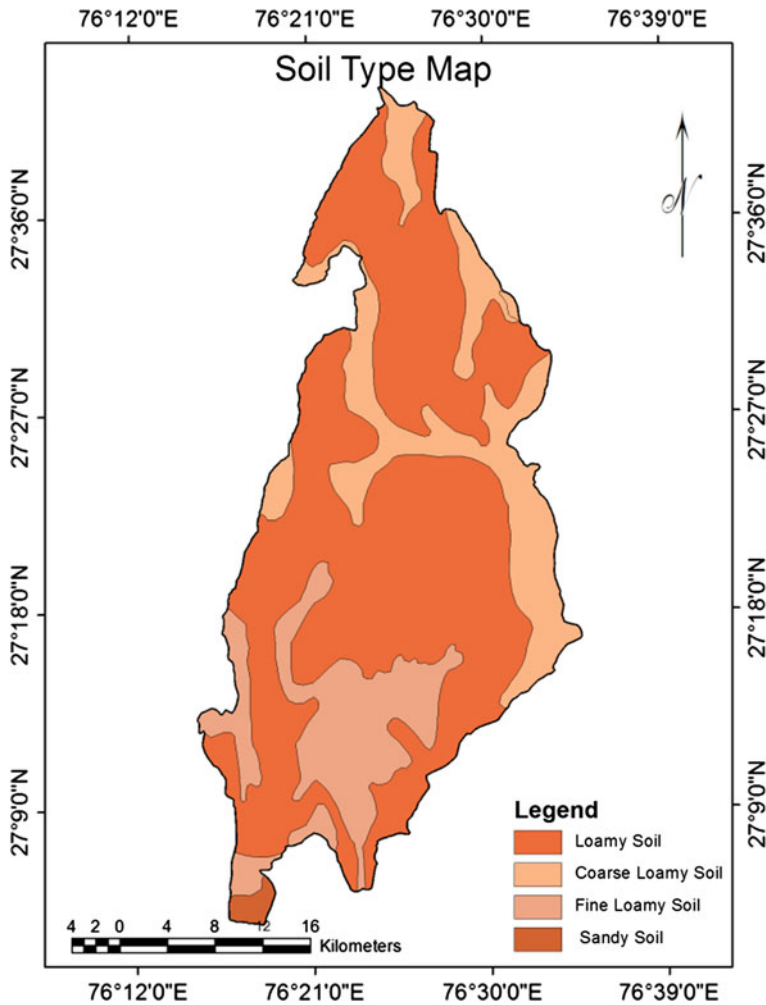 76°12'0"E 76°21'0"E 76°30'0"E 76°39'0"E
Soil Type Map
N
27°36'0"N 27°36'0"N
27°27'0"N 27°27'0"N
27°18'0"N 27°18'0"N
27°9'0"N 27°9'0"N
Legend
Loamy Soil
Coarse Loamy Soil
Fine Loamy Soil
Sandy Soil
4 2 0 4 8 12 16
Kilometers
76°12'0"E 76°21'0"E 76°30'0"E 76°39'0"E